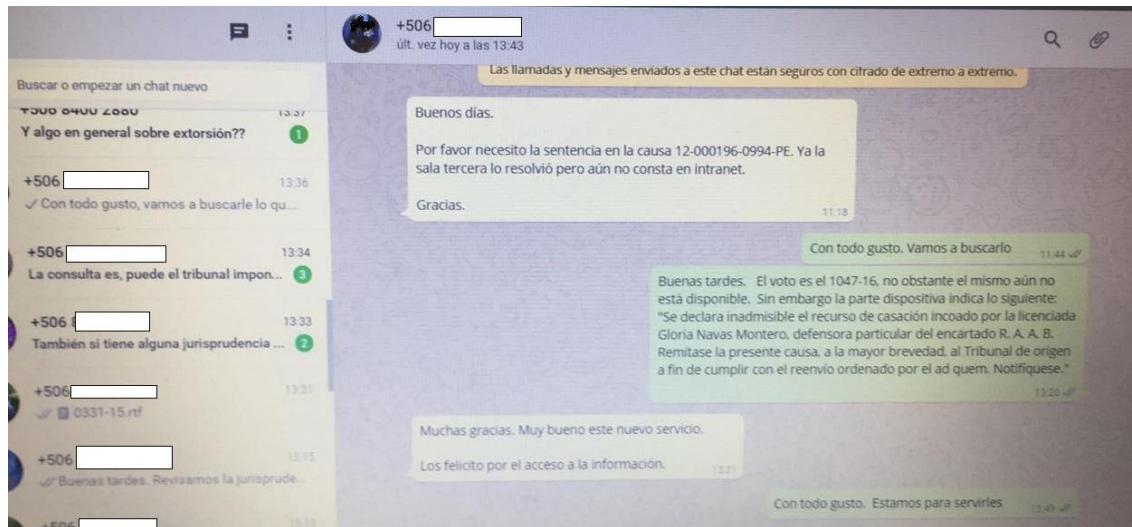 Buscar o empezar un chat nuevo
+506 8400 2880 13:37
Y algo en general sobre extorsión?? 1
+506 13:36
Con todo gusto, vamos a buscarle lo qu...
+506 13:34
La consulta es, puede el tribunal impon... 3
+506 13:33
También si tiene alguna jurisprudencia ... 2
+506 13:31
0331-15.rtf
+506 13:15
Buenas tardes. Revisamos la jurisprude...
+506
+506
últ. vez hoy a las 13:43
Las llamadas y mensajes enviados a este chat están seguros con cifrado de extremo a extremo.
Buenos días.
Por favor necesito la sentencia en la causa 12-000196-0994-PE. Ya la
sala tercera lo resolvió pero aún no consta en intranet.
Gracias.
11:18
Con todo gusto. Vamos a buscarlo 11:44
Buenas tardes. El voto es el 1047-16, no obstante el mismo aún no
está disponible. Sin embargo la parte dispositiva indica lo siguiente:
"Se declara inadmisible el recurso de casación incoado por la licenciada
Gloria Navas Montero, defensora particular del encartado R. A. A. B.
Remítase la presente causa, a la mayor brevedad, al Tribunal de origen
a fin de cumplir con el reenvío ordenado por el ad quem. Notifíquese."
13:20
Muchas gracias. Muy bueno este nuevo servicio.
Los felicito por el acceso a la información. 13:31
Con todo gusto. Estamos para servirles 13:49